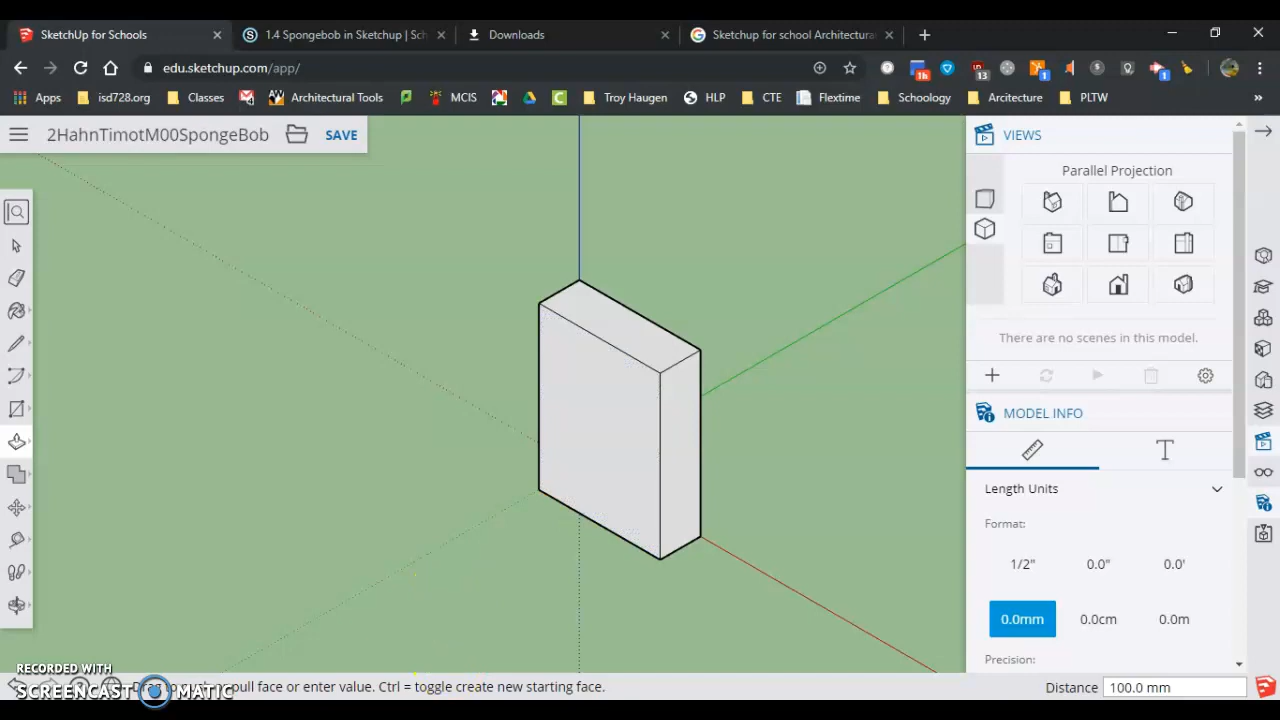 SketchUp for Schools
1.4 Spongebob in Sketchup | Sch
Downloads
Sketchup for school Architectura
edu.sketchup.com/app/
16
13
1
1
Apps
isd728.org
Classes
Architectural Tools
MCIS
Troy Haugen
HLP
CTE
Flextime
Schoology
Arcitecture
PLTW
2HahnTimotM00SpongeBob
SAVE
VIEWS
Parallel Projection
There are no scenes in this model.
MODEL INFO
Length Units
Format:
1/2"
0.0"
0.0'
0.0mm
0.0cm
0.0m
Precision:
RECORDED WITH
SCREENCAST MATIC
pull face or enter value. Ctrl = toggle create new starting face.
Distance
100.0 mm